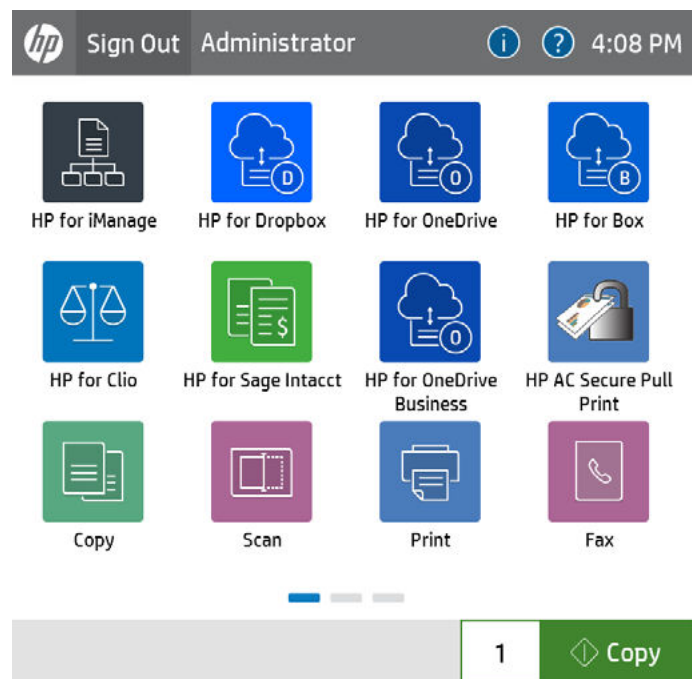 hp Sign Out Administrator i ? 4:08 PM
D O B
HP for iManage HP for Dropbox HP for OneDrive HP for Box
$ O
HP for Clio HP for Sage Intacct HP for OneDrive Business HP AC Secure Pull Print
Copy Scan Print Fax
1 Copy